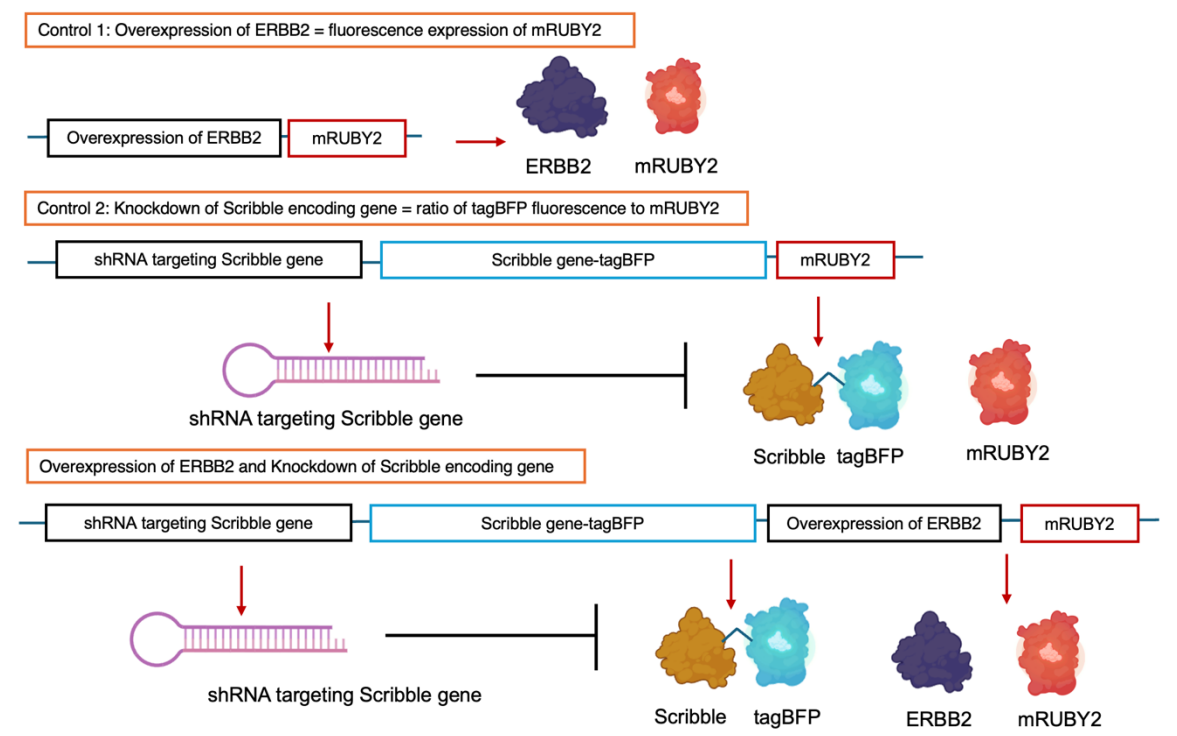 Control 1: Overexpression of ERBB2 = fluorescence expression of mRUBY2
Overexpression of ERBB2
mRUBY2
ERBB2
mRUBY2
Control 2: Knockdown of Scribble encoding gene = ratio of tagBFP fluorescence to mRUBY2
shRNA targeting Scribble gene
Scribble gene-tagBFP
mRUBY2
shRNA targeting Scribble gene
Scribble
tagBFP
mRUBY2
Overexpression of ERBB2 and Knockdown of Scribble encoding gene
shRNA targeting Scribble gene
Scribble gene-tagBFP
Overexpression of ERBB2
mRUBY2
shRNA targeting Scribble gene
Scribble
tagBFP
ERBB2
mRUBY2